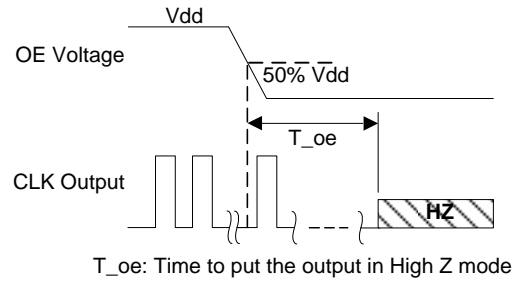 Vdd
OE Voltage
50% Vdd
T_oe
CLK Output
HZ
T_oe: Time to put the output in High Z mode